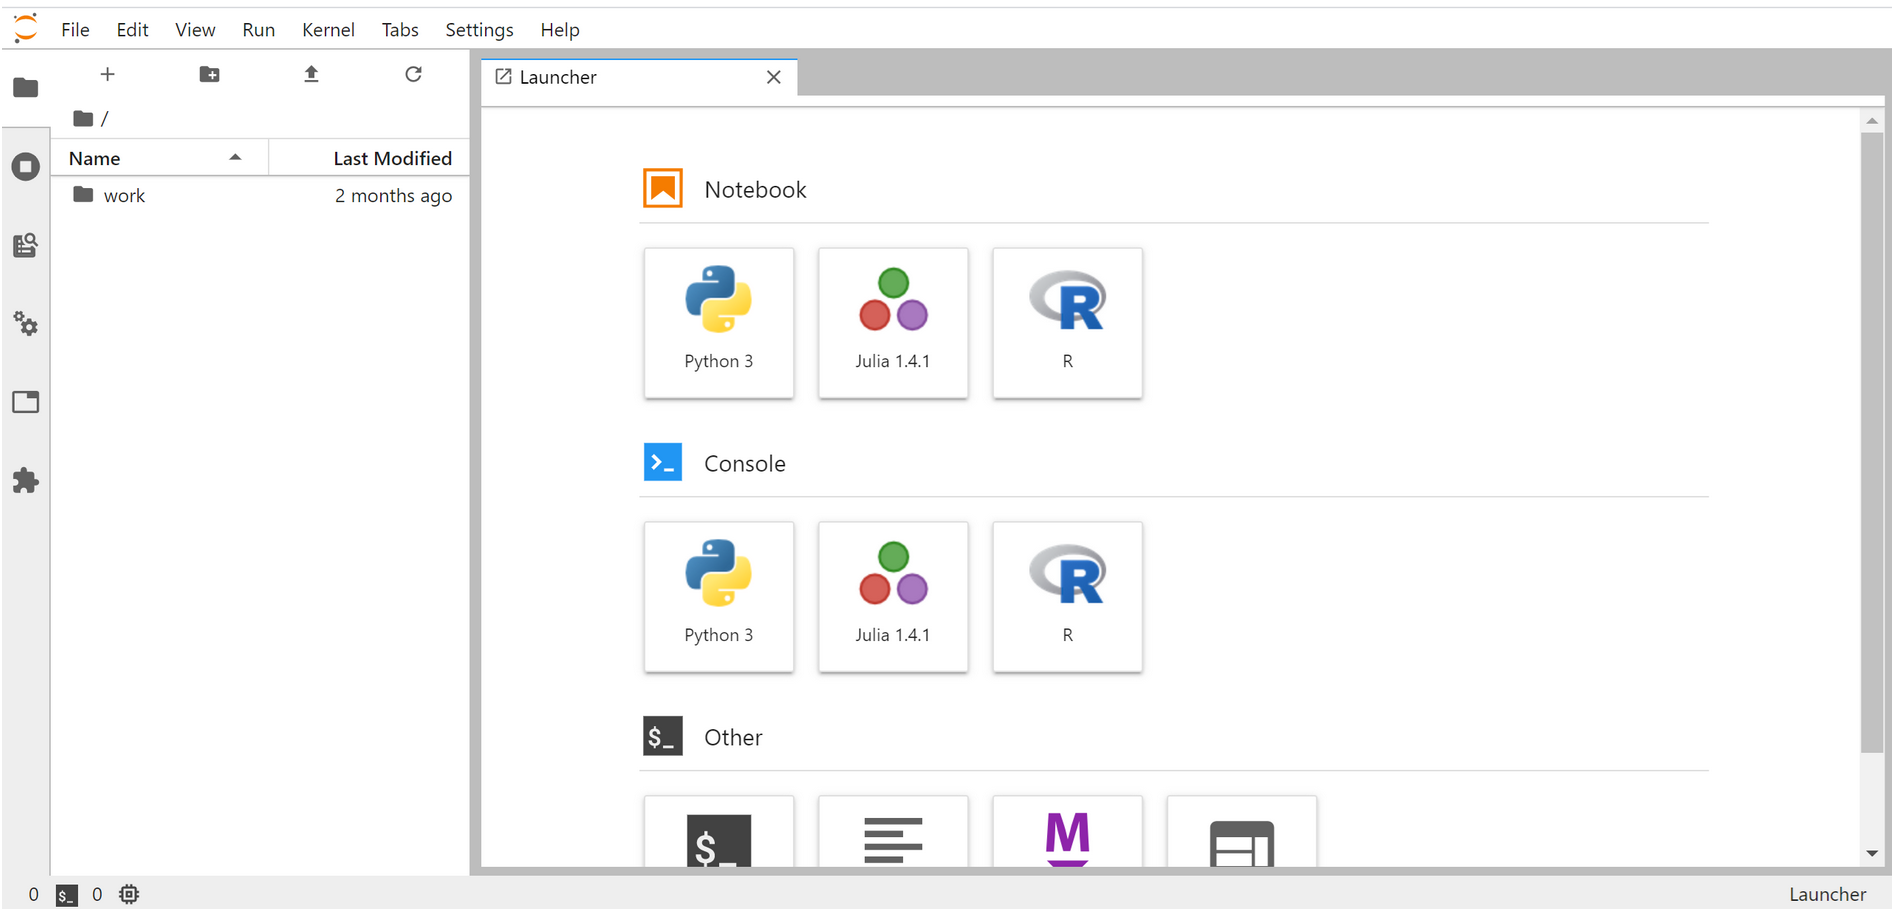 File Edit View Run Kernel Tabs Settings Help
Launcher
/
Name Last Modified
work 2 months ago
Notebook
Python 3 Julia 1.4.1 R
Console
Python 3 Julia 1.4.1 R
$_ Other
$_ M
0 $_ 0 Launcher